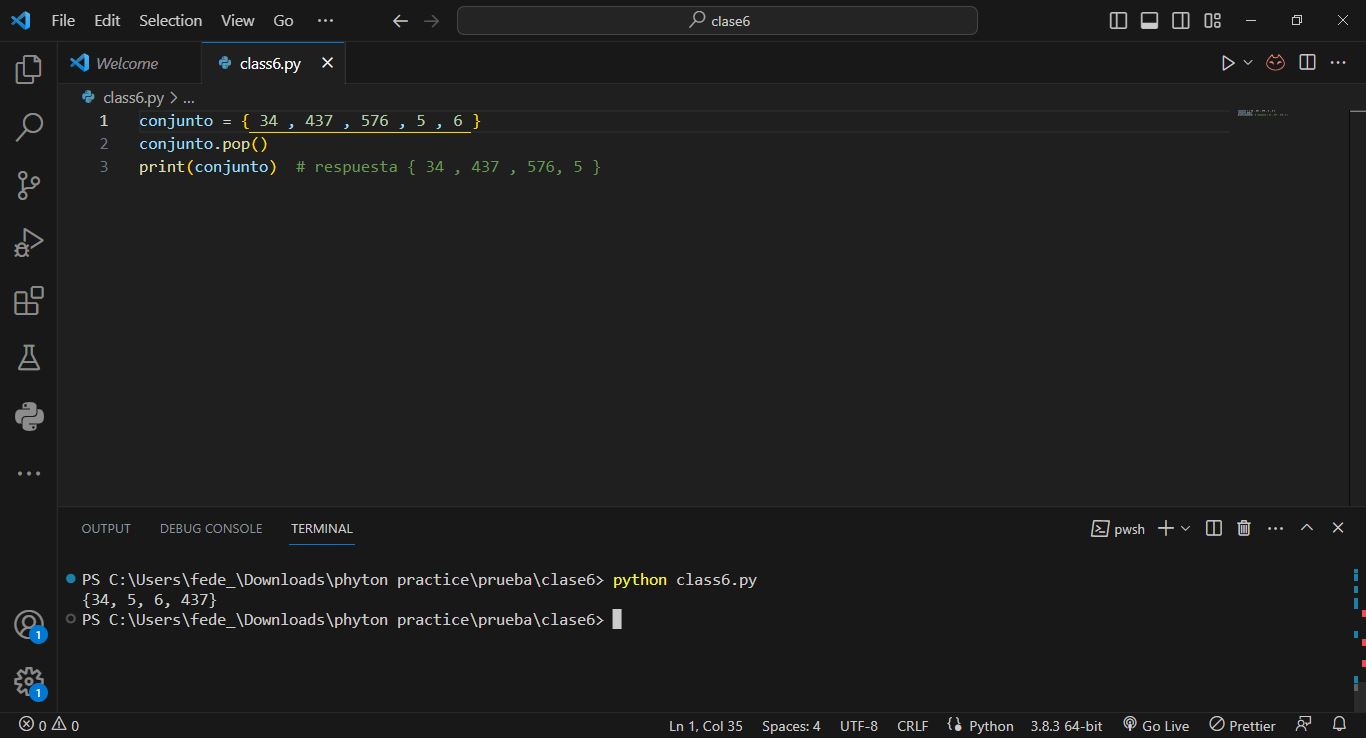 File Edit Selection View Go ... clase6
Welcome class6.py
class6.py > ...
1 conjunto = { 34 , 437 , 576 , 5 , 6 }
2 conjunto.pop()
3 print(conjunto)  # respuesta { 34 , 437 , 576, 5 }
OUTPUT DEBUG CONSOLE TERMINAL pwsh
PS C:\Users\fede_\Downloads\phyton practice\prueba\clase6> python class6.py
{34, 5, 6, 437}
PS C:\Users\fede_\Downloads\phyton practice\prueba\clase6>
1
1
0 0 Ln 1, Col 35 Spaces: 4 UTF-8 CRLF Python 3.8.3 64-bit Go Live Prettier